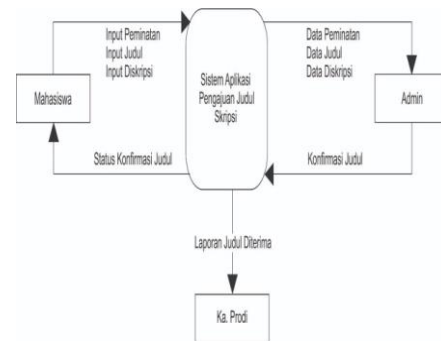 Input Peminatan
Input Judul
Input Diskripsi
Data Peminatan
Data Judul
Data Diskripsi
Mahasiswa
Sistem Aplikasi
Pengajuan Judul
Skripsi
Admin
Status Konfirmasi Judul
Konfirmasi Judul
Laporan Judul Diterima
Ka. Prodi